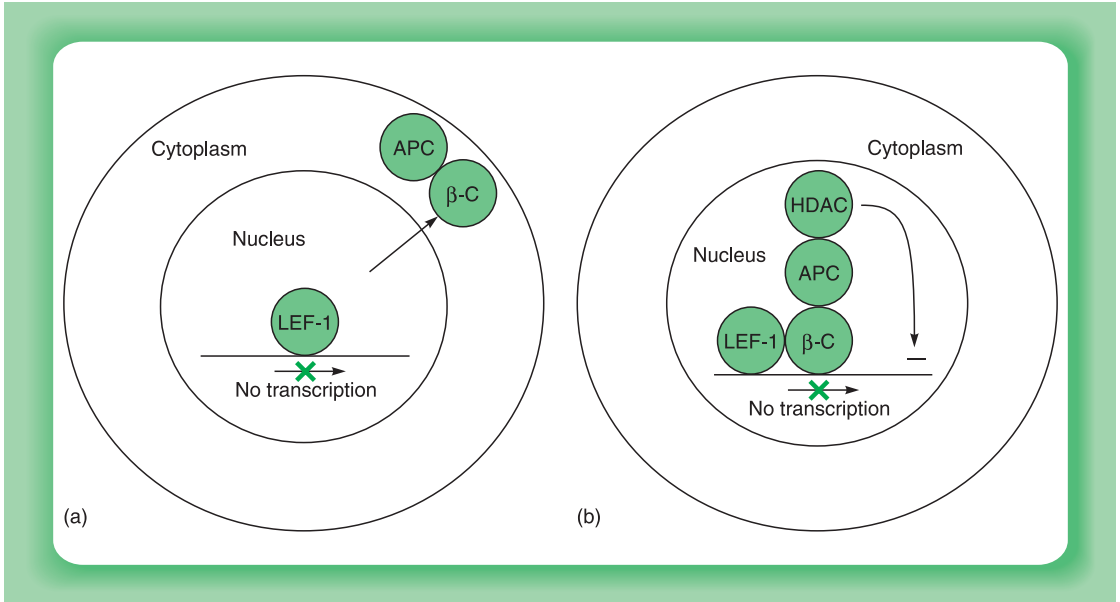 Cytoplasm
APC
β-C
Nucleus
LEF-1
No transcription
(a)
Cytoplasm
HDAC
Nucleus
APC
LEF-1
β-C
No transcription
(b)